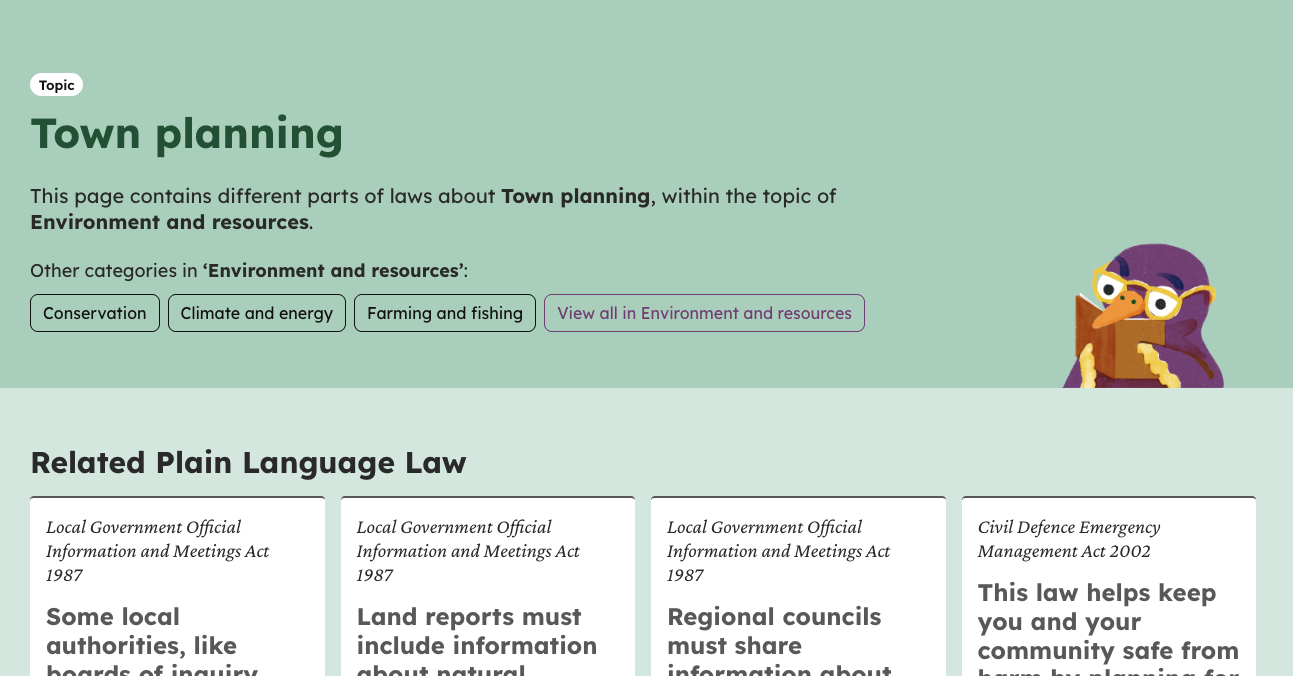 Topic
Town planning
This page contains different parts of laws about Town planning, within the topic of
Environment and resources.
Other categories in ‘Environment and resources’:
Conservation
Climate and energy
Farming and fishing
View all in Environment and resources
Related Plain Language Law
Local Government Official
Information and Meetings Act
1987
Some local
authorities, like
boards of inquiry
Local Government Official
Information and Meetings Act
1987
Land reports must
include information
about natural
Local Government Official
Information and Meetings Act
1987
Regional councils
must share
information about
Civil Defence Emergency
Management Act 2002
This law helps keep
you and your
community safe from
harm by planning for